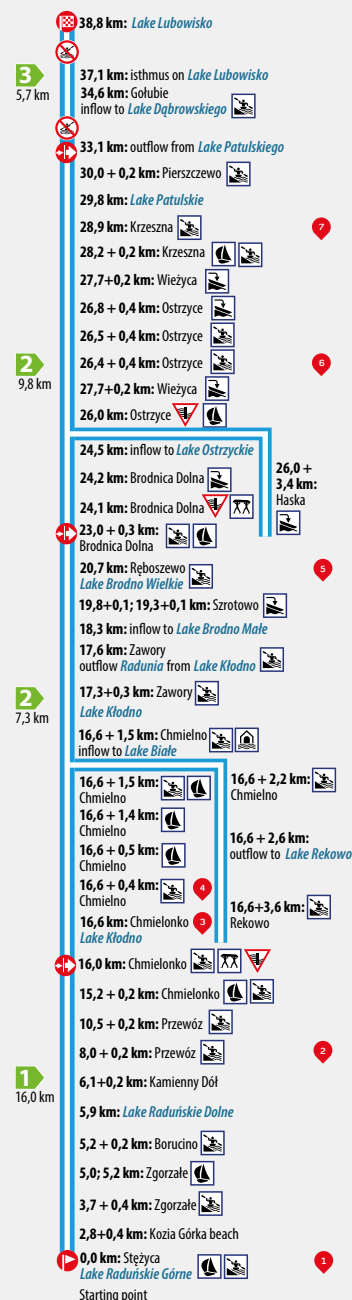 38,8 km: Lake Lubowisko
3
5,7 km
37,1 km: isthmus on Lake Lubowisko
34,6 km: Gołubie
inflow to Lake Dąbrowskiego
33,1 km: outflow from Lake Patulskiego
30,0 + 0,2 km: Pierszczewo
29,8 km: Lake Patulskie
28,9 km: Krzeszna
7
28,2 + 0,2 km: Krzeszna
27,7+0,2 km: Wieżyca
26,8 + 0,4 km: Ostrzyce
26,5 + 0,4 km: Ostrzyce
2
9,8 km
26,4 + 0,4 km: Ostrzyce
6
27,7+0,2 km: Wieżyca
26,0 km: Ostrzyce
24,5 km: inflow to Lake Ostrzyckie
24,2 km: Brodnica Dolna
26,0 +
3,4 km:
Haska
24,1 km: Brodnica Dolna
23,0 + 0,3 km:
Brodnica Dolna
20,7 km: Ręboszewo
Lake Brodno Wielkie
5
19,8+0,1; 19,3+0,1 km: Szrotowo
18,3 km: inflow to Lake Brodno Małe
17,6 km: Zawory
outflow Radunia from Lake Kłodno
2
7,3 km
17,3+0,3 km: Zawory
Lake Kłodno
16,6 + 1,5 km: Chmielno
inflow to Lake Białe
16,6 + 1,5 km:
Chmielno
16,6 + 2,2 km:
Chmielno
16,6 + 1,4 km:
Chmielno
16,6 + 2,6 km:
outflow to Lake Rekowo
16,6 + 0,5 km:
Chmielno
16,6 + 0,4 km:
Chmielno
4
16,6+3,6 km:
Rekowo
16,6 km: Chmielonko
Lake Kłodno
3
16,0 km: Chmielonko
15,2 + 0,2 km: Chmielonko
10,5 + 0,2 km: Przewóz
8,0 + 0,2 km: Przewóz
2
1
16,0 km
6,1+0,2 km: Kamienny Dół
5,9 km: Lake Raduńskie Dolne
5,2 + 0,2 km: Borucino
5,0; 5,2 km: Zgorzałe
3,7 + 0,4 km: Zgorzałe
2,8+0,4 km: Kozia Górka beach
0,0 km: Stężyca
Lake Raduńskie Górne
1
Starting point